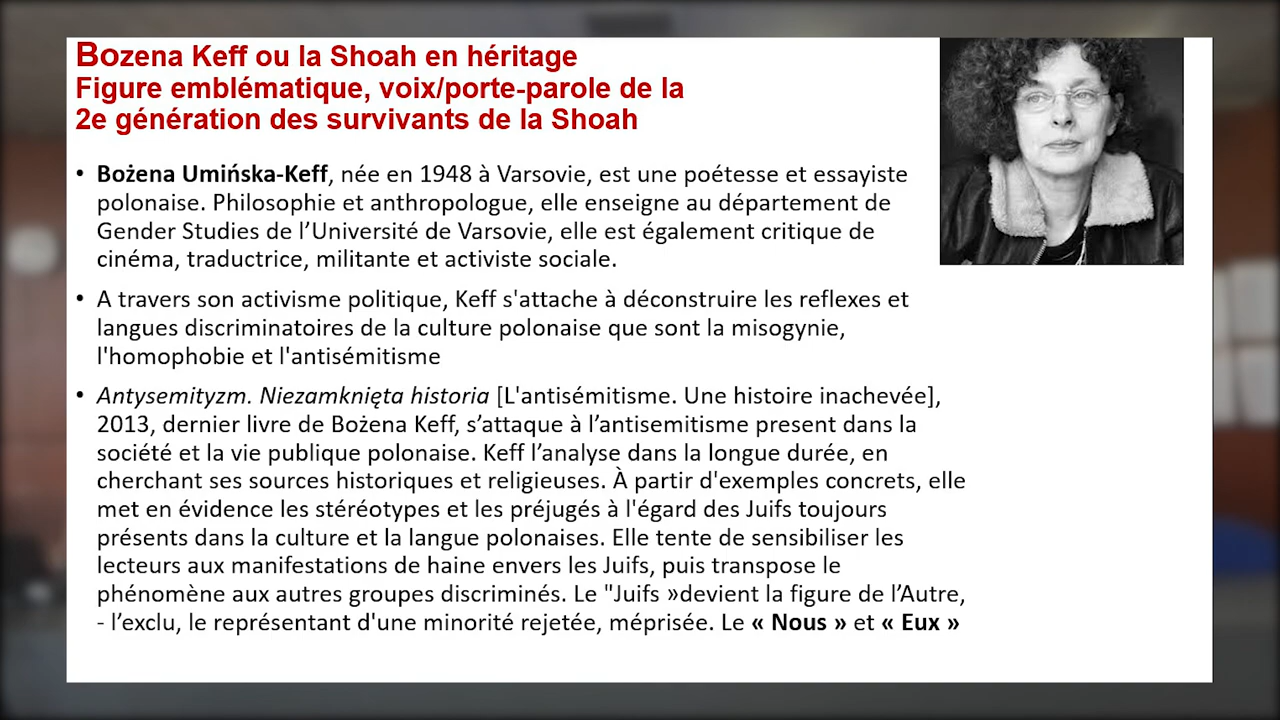 Bozena Keff ou la Shoah en héritage
Figure emblématique, voix/porte-parole de la
2e génération des survivants de la Shoah
• Bożena Umińska-Keff, née en 1948 à Varsovie, est une poétesse et essayiste
polonaise. Philosophie et anthropologue, elle enseigne au département de
Gender Studies de l’Université de Varsovie, elle est également critique de
cinéma, traductrice, militante et activiste sociale.
• A travers son activisme politique, Keff s'attache à déconstruire les reflexes et
langues discriminatoires de la culture polonaise que sont la misogynie,
l'homophobie et l'antisémitisme
• Antysemityzm. Niezamknięta historia [L'antisémitisme. Une histoire inachevée],
2013, dernier livre de Bożena Keff, s’attaque à l’antisemitisme present dans la
société et la vie publique polonaise. Keff l’analyse dans la longue durée, en
cherchant ses sources historiques et religieuses. À partir d'exemples concrets, elle
met en évidence les stéréotypes et les préjugés à l'égard des Juifs toujours
présents dans la culture et la langue polonaises. Elle tente de sensibiliser les
lecteurs aux manifestations de haine envers les Juifs, puis transpose le
phénomène aux autres groupes discriminés. Le "Juifs »devient la figure de l’Autre,
- l’exclu, le représentant d'une minorité rejetée, méprisée. Le « Nous » et « Eux »